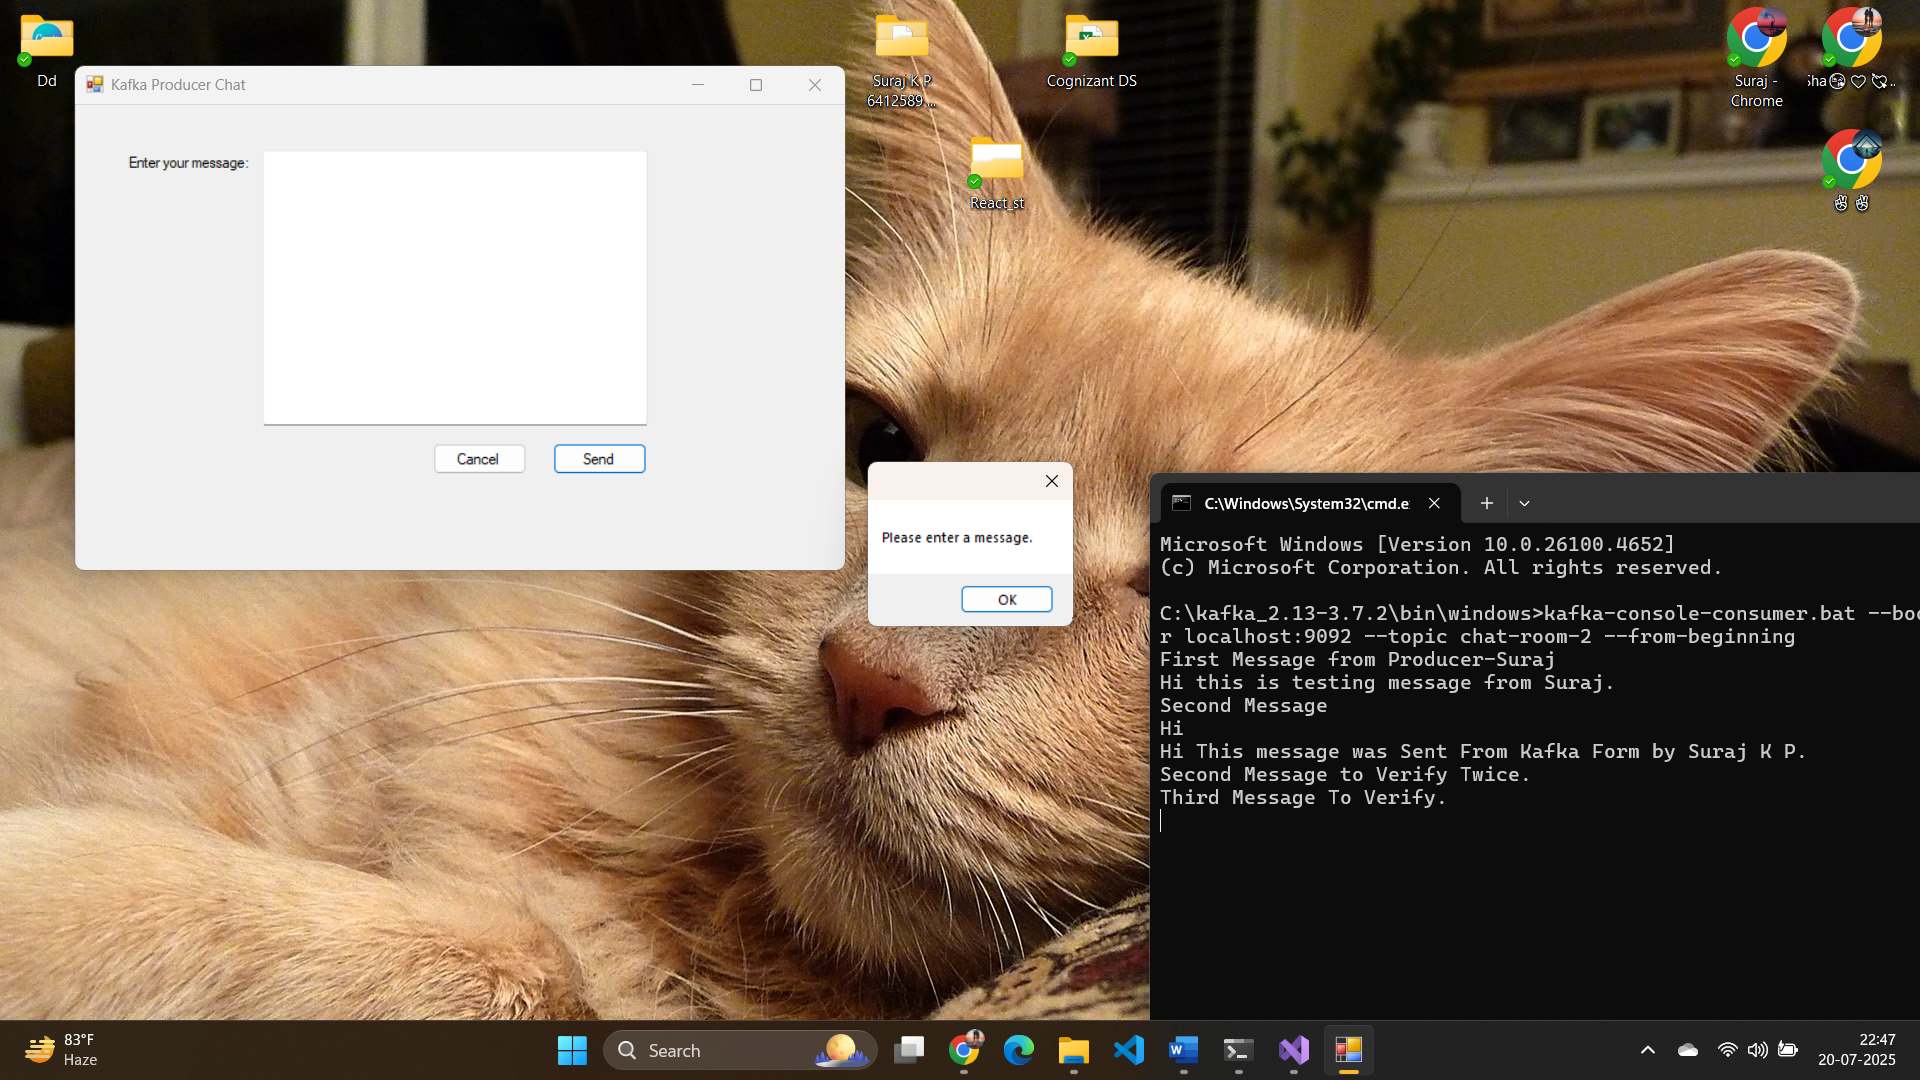 Dd
Suraj K P
6412589 ...
Cognizant DS
React_st
Suraj -
Chrome
Kafka Producer Chat
Enter your message:
Cancel
Send
Please enter a message.
OK
C:\Windows\System32\cmd.e
Microsoft Windows [Version 10.0.26100.4652]
(c) Microsoft Corporation. All rights reserved.
C:\kafka_2.13-3.7.2\bin\windows>kafka-console-consumer.bat --boo
r localhost:9092 --topic chat-room-2 --from-beginning
First Message from Producer-Suraj
Hi this is testing message from Suraj.
Second Message
Hi
Hi This message was Sent From Kafka Form by Suraj K P.
Second Message to Verify Twice.
Third Message To Verify.
83°F
Haze
Search
22:47
20-07-2025